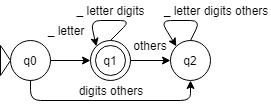 _ letter digits
_ letter digits others
_ letter
others
q0
q1
q2
digits others